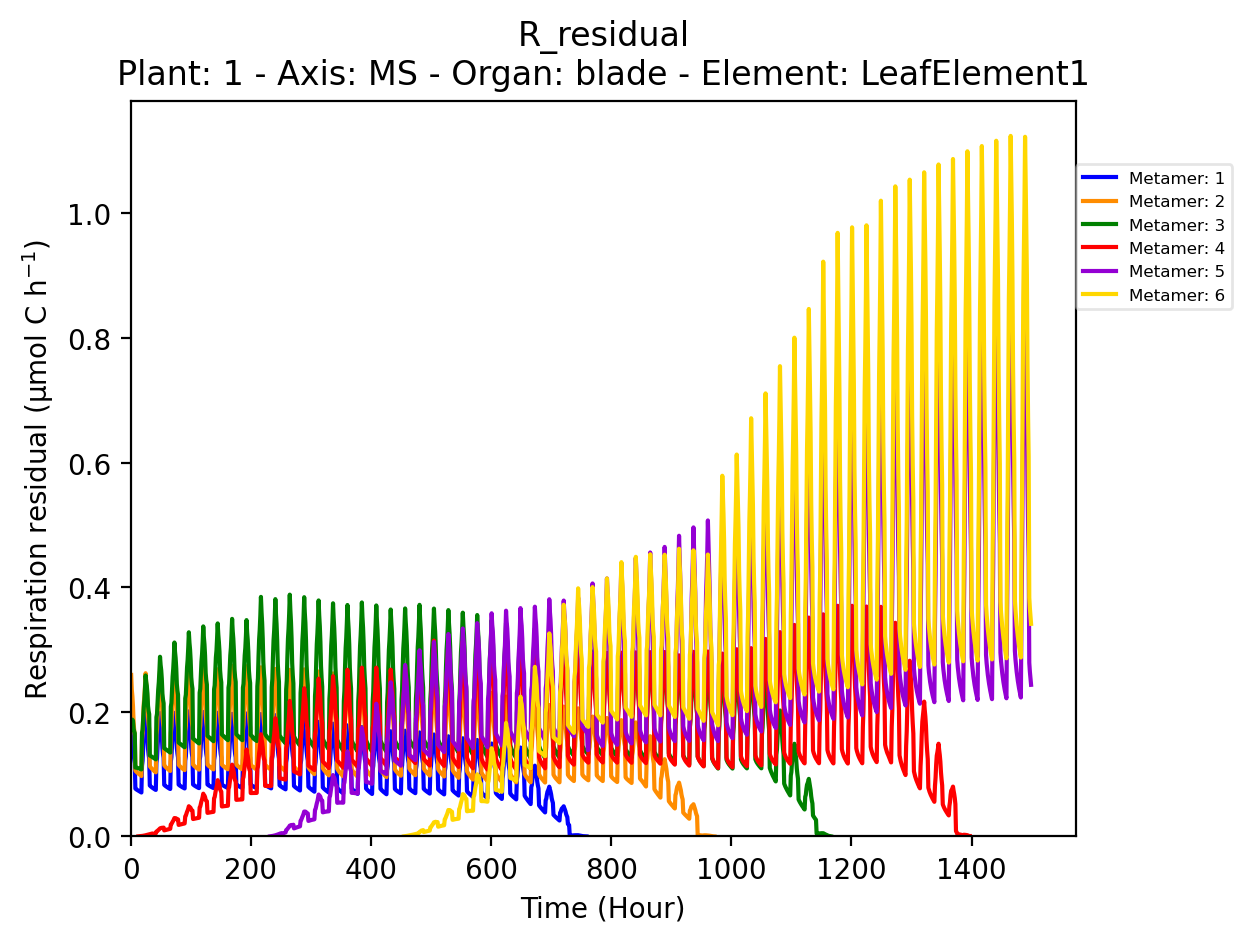 R_residual
Plant: 1 - Axis: MS - Organ: blade - Element: LeafElement1
Respiration residual (µmol C h⁻¹)
1.0
0.8
0.6
0.4
0.2
0.0
0 200 400 600 800 1000 1200 1400
Time (Hour)
Metamer: 1
Metamer: 2
Metamer: 3
Metamer: 4
Metamer: 5
Metamer: 6